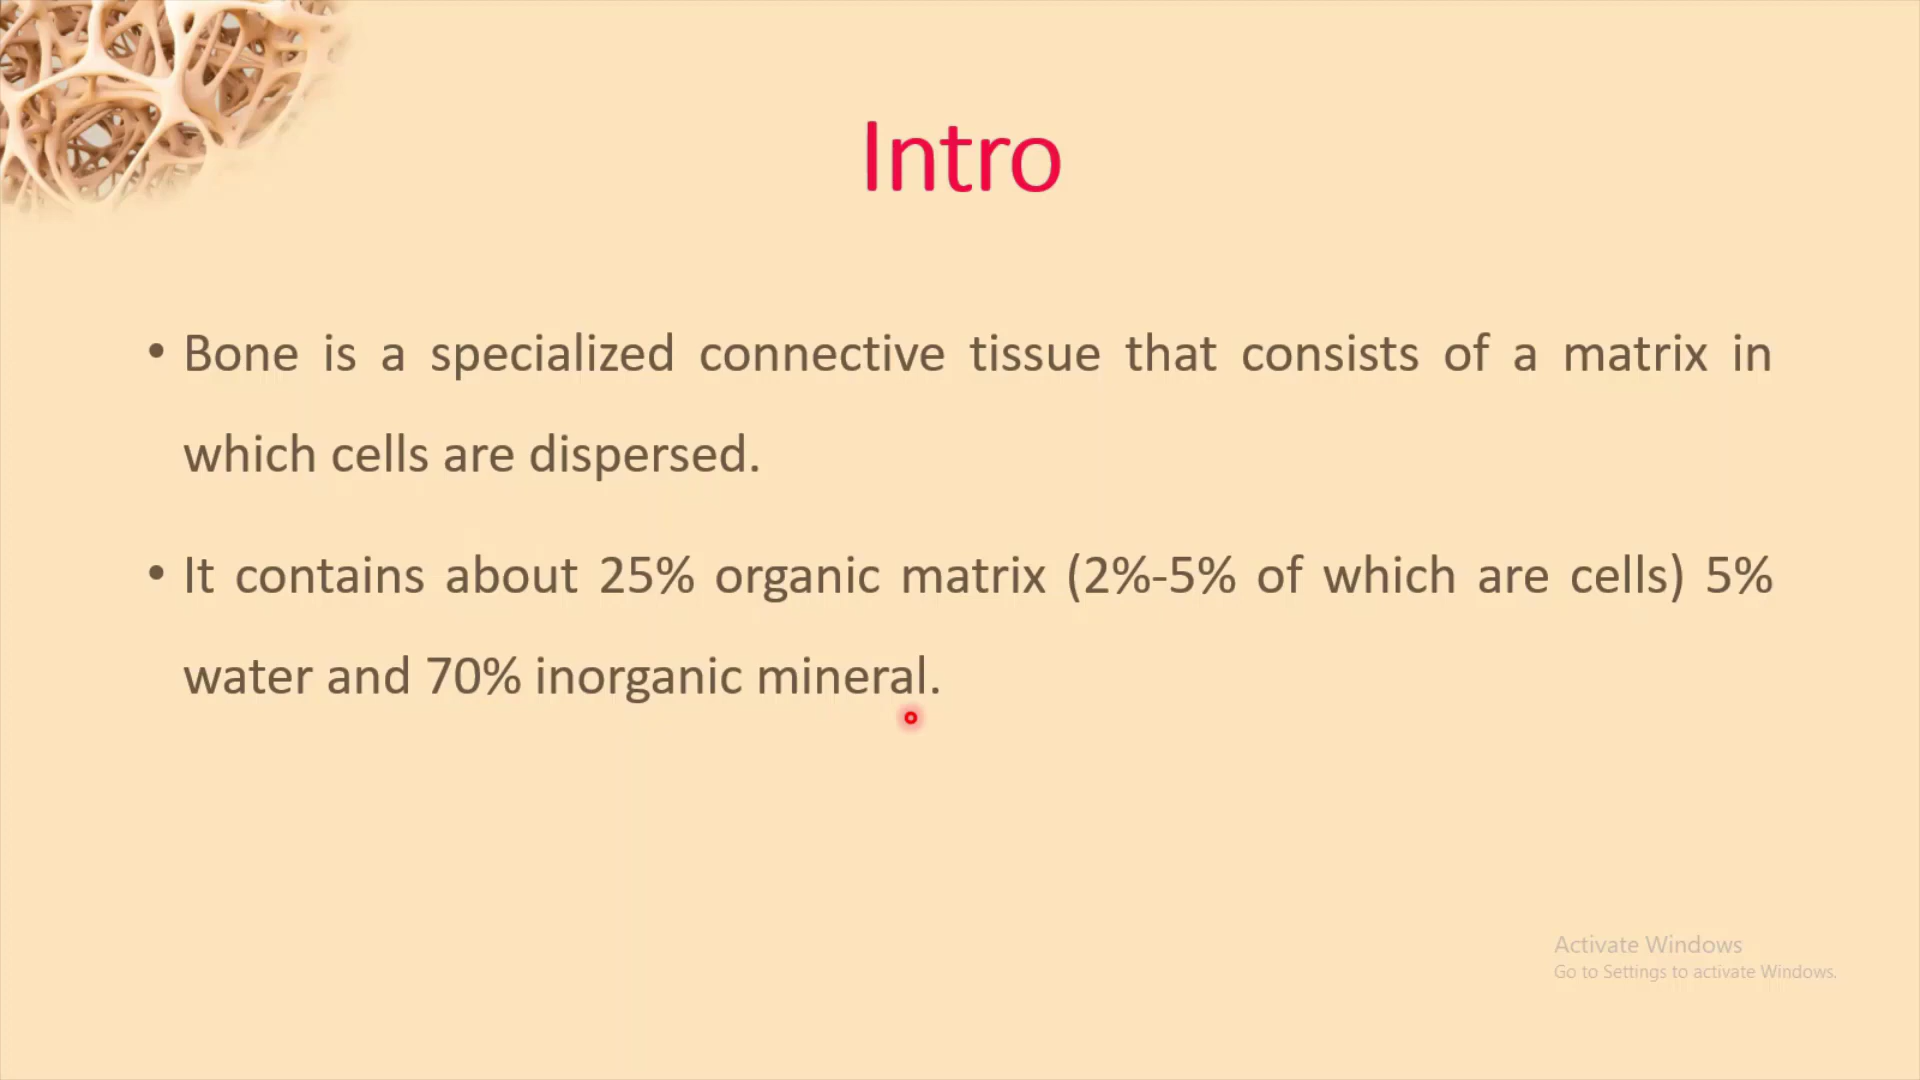 Intro
• Bone is a specialized connective tissue that consists of a matrix in
which cells are dispersed.
• It contains about 25% organic matrix (2%-5% of which are cells) 5%
water and 70% inorganic mineral.
Activate Windows
Go to Settings to activate Windows.